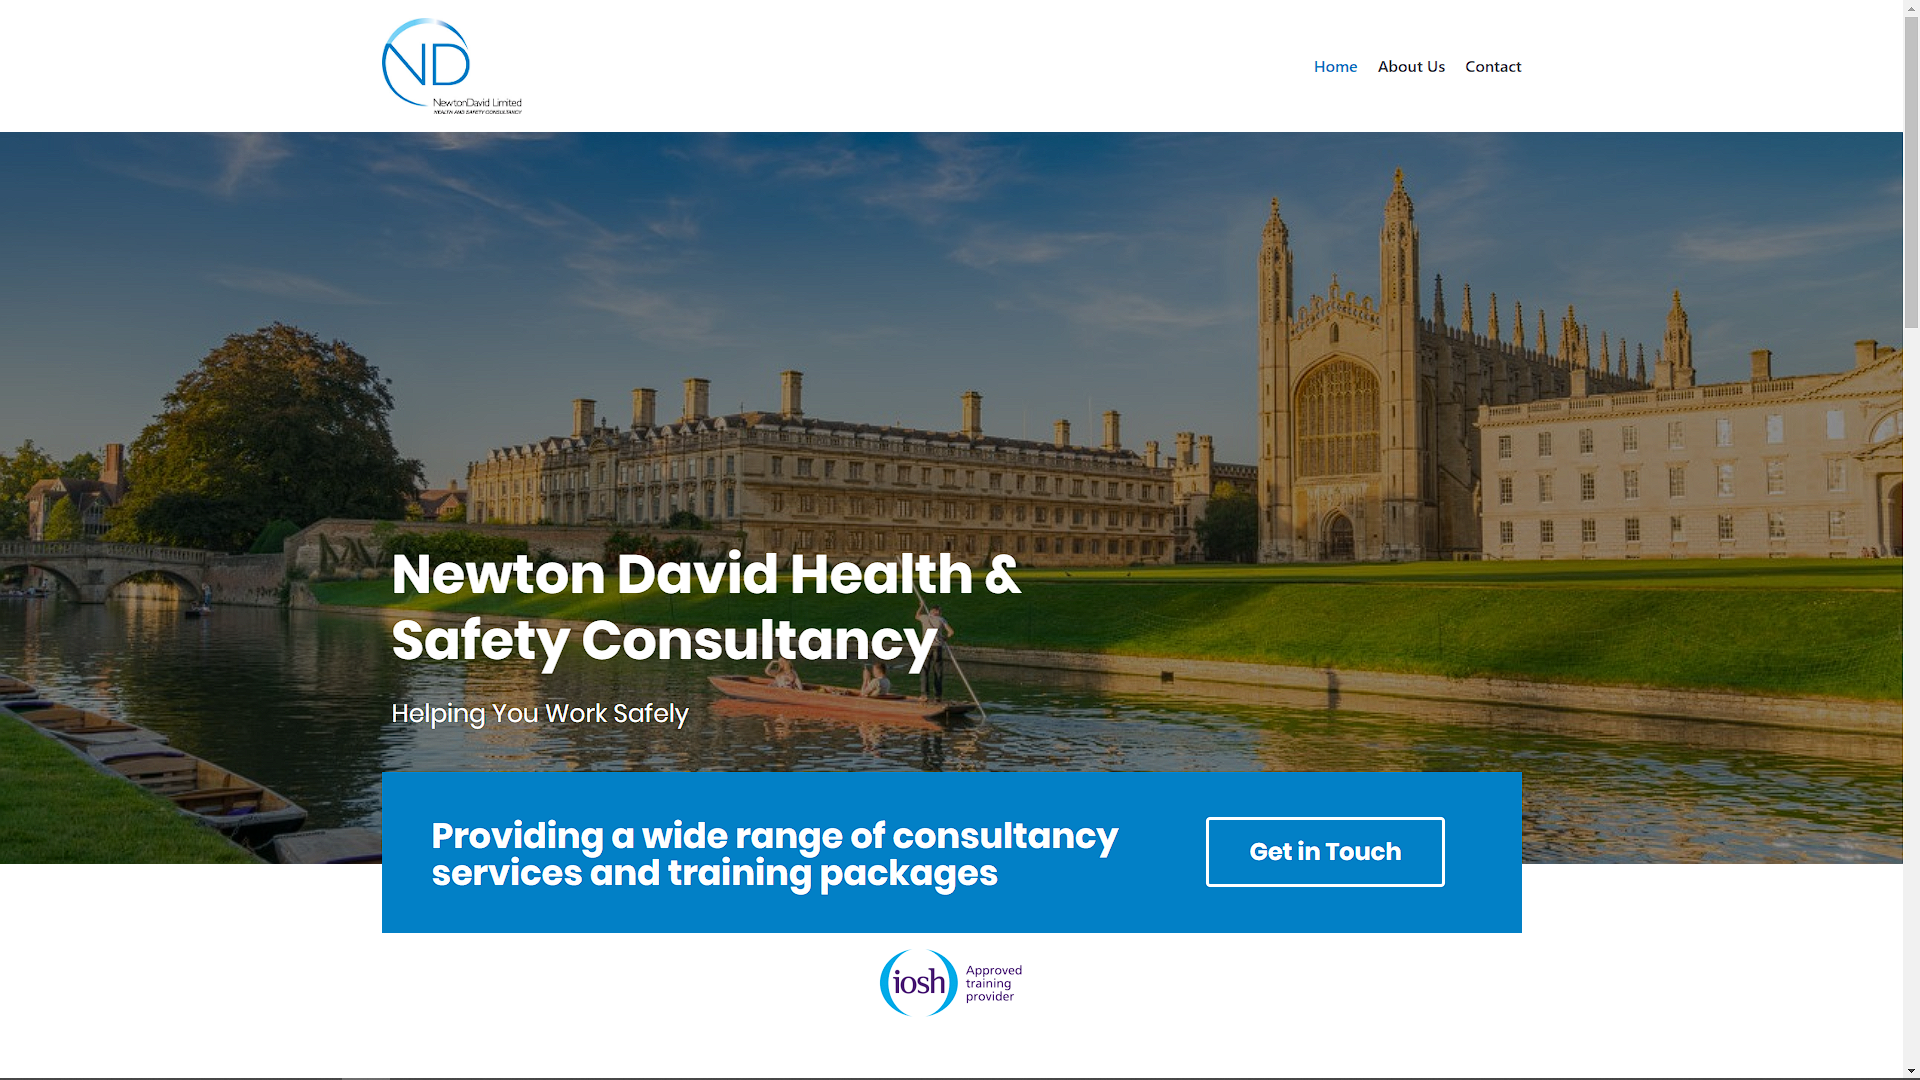 ND
NewtonDavid Limited
HEALTH AND SAFETY CONSULTANCY
Home
About Us
Contact
Newton David Health &
Safety Consultancy
Helping You Work Safely
Providing a wide range of consultancy
services and training packages
Get in Touch
iosh
Approved
training
provider